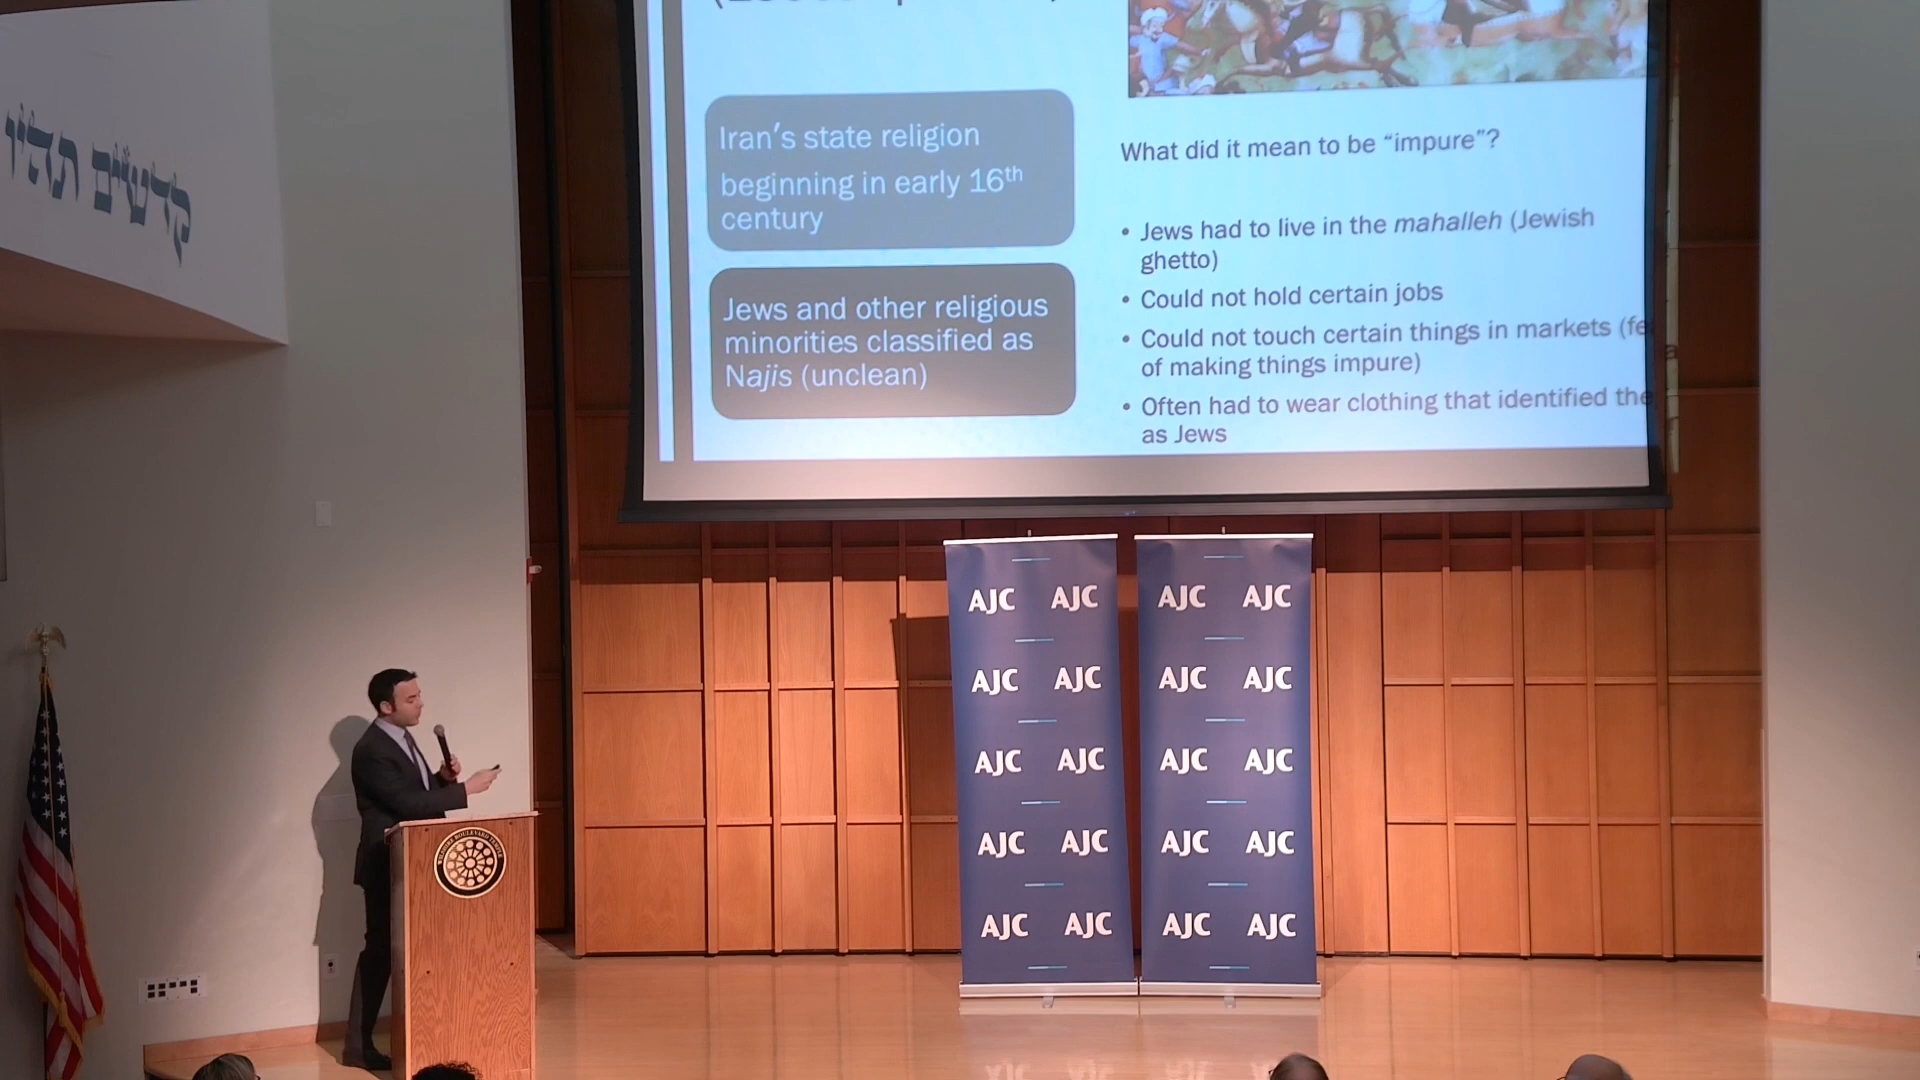 קדשים תהיו
Iran's state religion
beginning in early 16th
century
Jews and other religious
minorities classified as
Najis (unclean)
What did it mean to be "impure"?
• Jews had to live in the mahalleh (Jewish
ghetto)
• Could not hold certain jobs
• Could not touch certain things in markets (fe
of making things impure)
• Often had to wear clothing that identified the
as Jews
AJC AJC AJC AJC
AJC AJC AJC AJC
AJC AJC AJC AJC
AJC AJC AJC AJC
AJC AJC AJC AJC
BOULEVARD TEMPLE